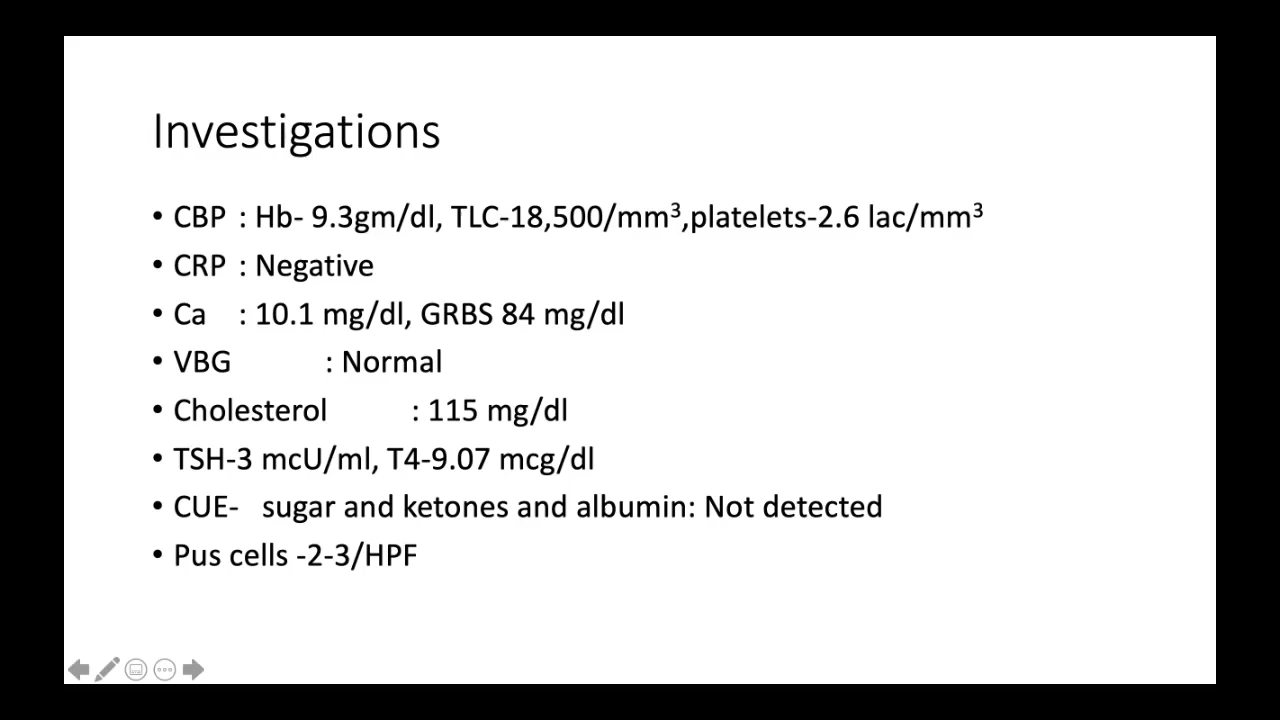 Investigations
• CBP : Hb- 9.3gm/dl, TLC-18,500/mm³,platelets-2.6 lac/mm³
• CRP : Negative
• Ca : 10.1 mg/dl, GRBS 84 mg/dl
• VBG : Normal
• Cholesterol : 115 mg/dl
• TSH-3 mcU/ml, T4-9.07 mcg/dl
• CUE- sugar and ketones and albumin: Not detected
• Pus cells -2-3/HPF